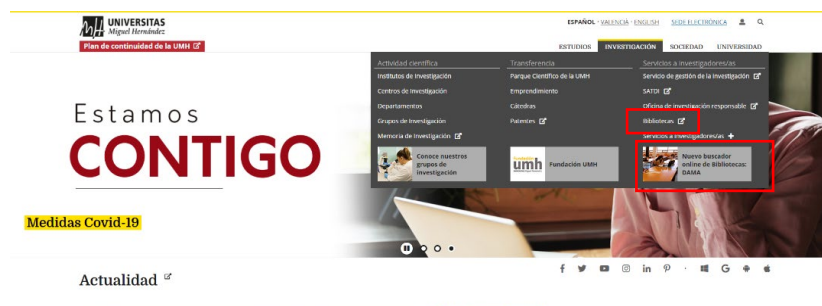 UNIVERSITAS
Miguel Hernández
ESPAÑOL · VALENCIÀ · ENGLISH SEDE ELECTRÓNICA
Plan de continuidad de la UMH
ESTUDIOS INVESTIGACIÓN SOCIEDAD UNIVERSIDAD
Actividad científica
Institutos de Investigación
Centros de Investigación
Departamentos
Grupos de Investigación
Memoria de Investigación
Conoce nuestros
grupos de
investigación
Transferencia
Parque Científico de la UMH
Emprendimiento
Cátedras
Patentes
umh
Fundación UMH
Servicios a investigadores/as
Servicio de gestión de la investigación
SATDI
Oficina de investigación responsable
Bibliotecas
Servicios a investigadores/as +
Nuevo buscador
online de Bibliotecas:
DAMA
Estamos
CONTIGO
Medidas Covid-19
Actualidad